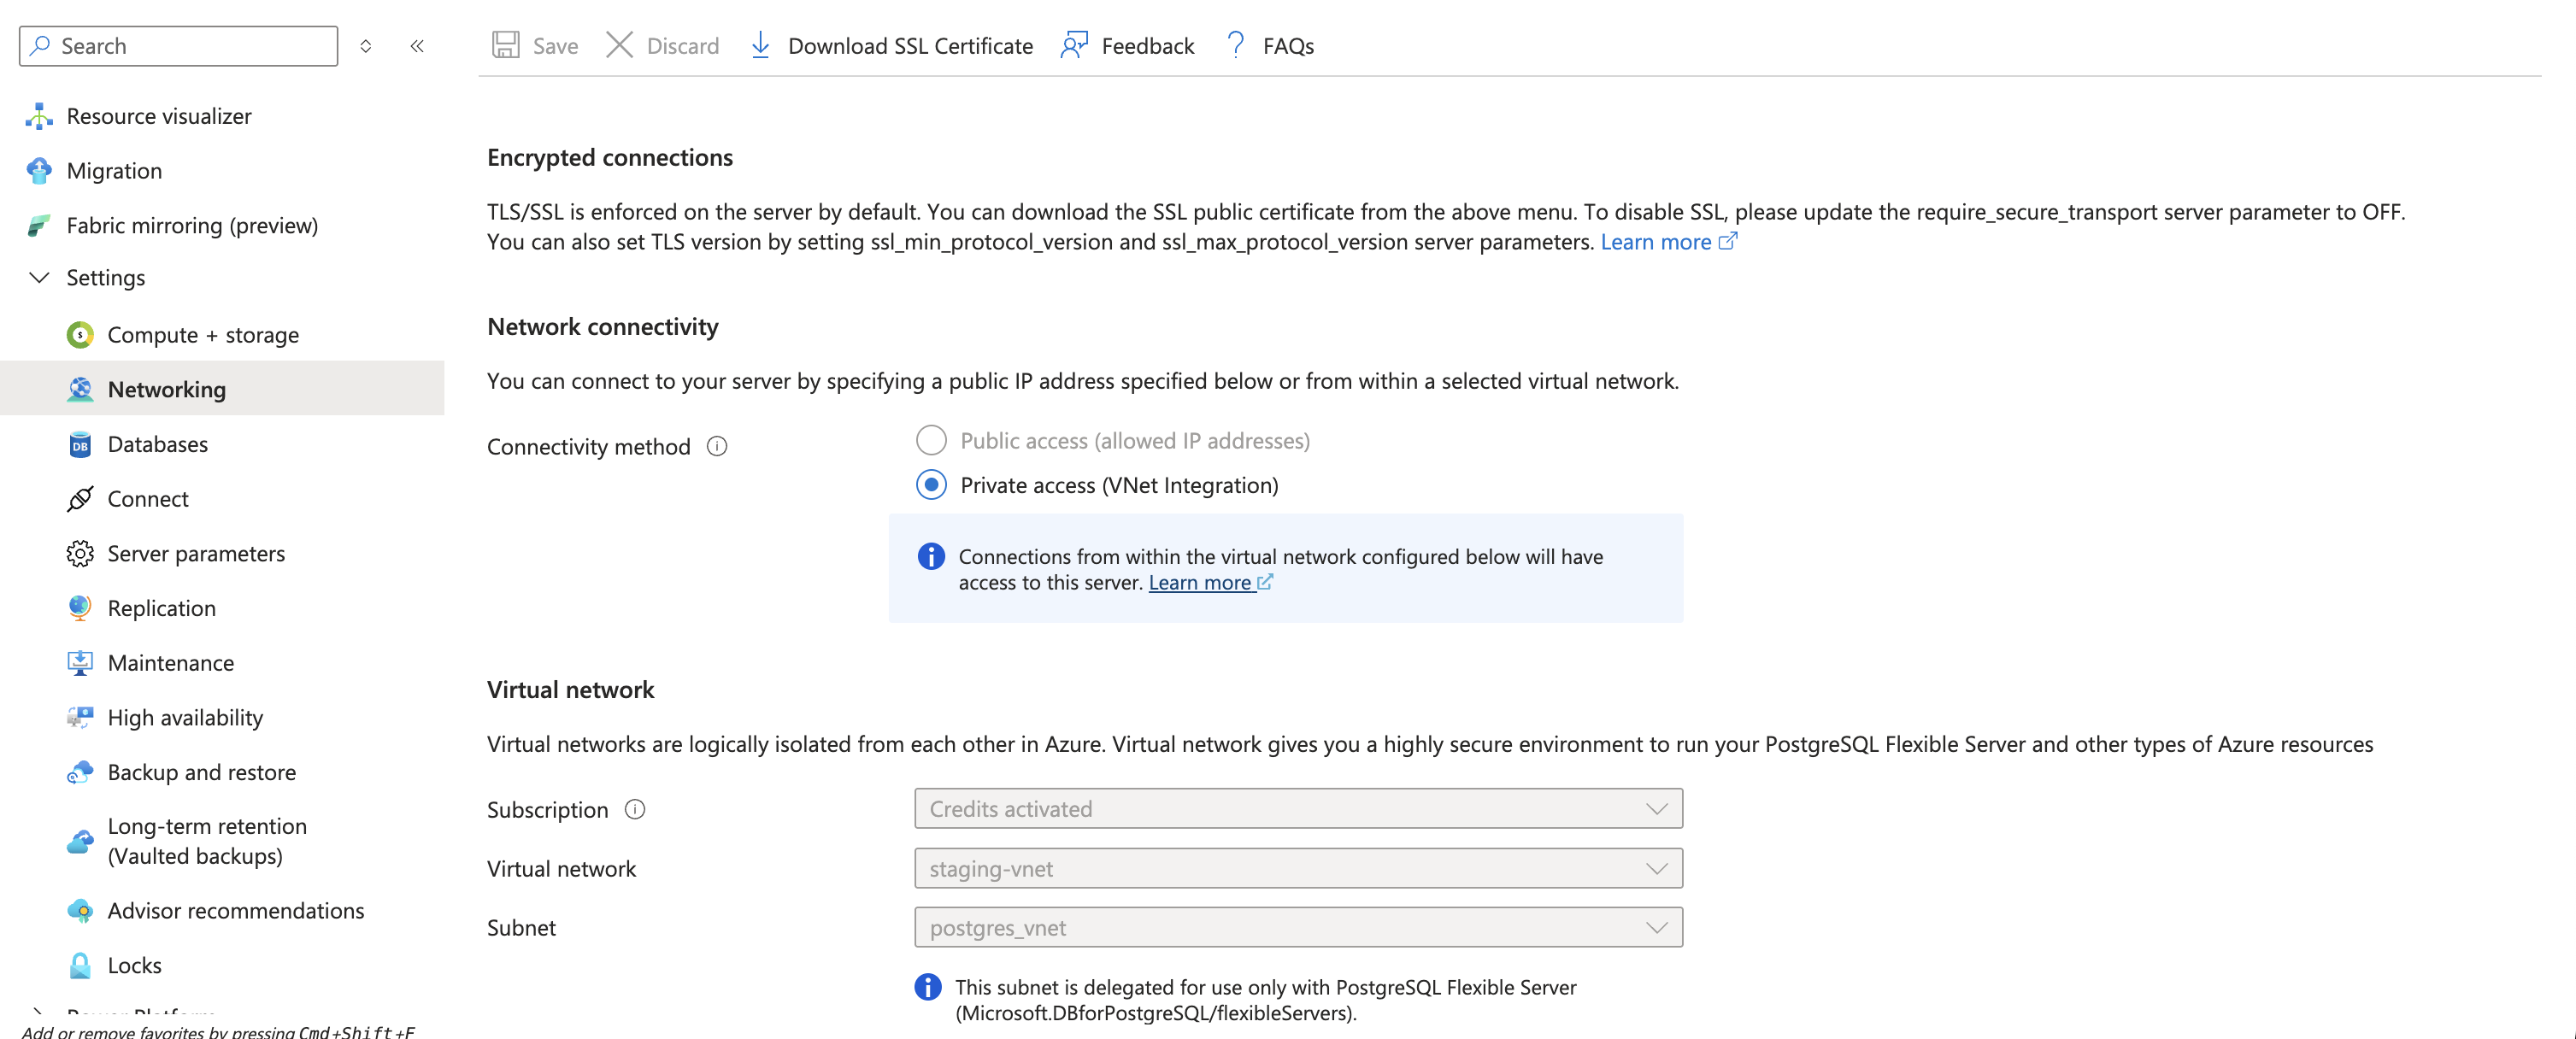 Search
Save
Discard
Download SSL Certificate
Feedback
FAQs
Resource visualizer
Migration
Fabric mirroring (preview)
Settings
Compute + storage
Networking
Databases
Connect
Server parameters
Replication
Maintenance
High availability
Backup and restore
Long-term retention
(Vaulted backups)
Advisor recommendations
Locks
Power Platform
Add or remove favorites by pressing Cmd+Shift+F
Encrypted connections
TLS/SSL is enforced on the server by default. You can download the SSL public certificate from the above menu. To disable SSL, please update the require_secure_transport server parameter to OFF.
You can also set TLS version by setting ssl_min_protocol_version and ssl_max_protocol_version server parameters. Learn more
Network connectivity
You can connect to your server by specifying a public IP address specified below or from within a selected virtual network.
Connectivity method
Public access (allowed IP addresses)
Private access (VNet Integration)
Connections from within the virtual network configured below will have
access to this server. Learn more
Virtual network
Virtual networks are logically isolated from each other in Azure. Virtual network gives you a highly secure environment to run your PostgreSQL Flexible Server and other types of Azure resources
Subscription
Credits activated
Virtual network
staging-vnet
Subnet
postgres_vnet
This subnet is delegated for use only with PostgreSQL Flexible Server
(Microsoft.DBforPostgreSQL/flexibleServers).